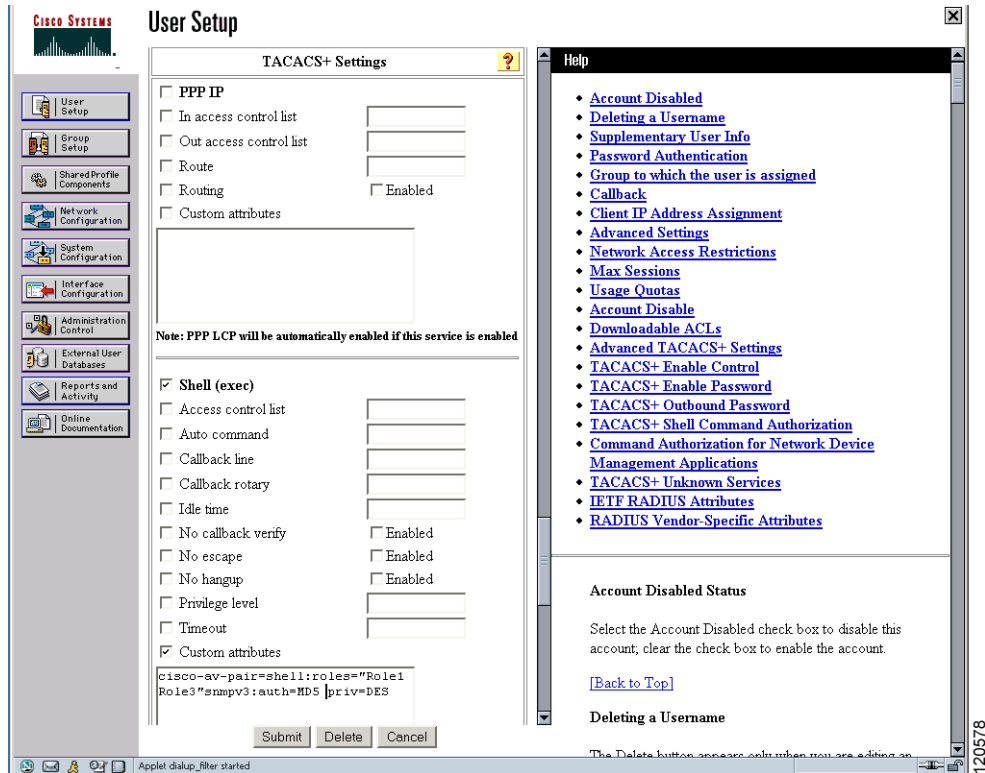 CISCO SYSTEMS
User Setup
User
Setup
Group
Setup
Shared Profile
Components
Network
Configuration
System
Configuration
Interface
Configuration
Administration
Control
External User
Databases
Reports and
Activity
Online
Documentation
TACACS+ Settings
?
PPP IP
In access control list
Out access control list
Route
Routing Enabled
Custom attributes
Note: PPP LCP will be automatically enabled if this service is enabled
Shell (exec)
Access control list
Auto command
Callback line
Callback rotary
Idle time
No callback verify Enabled
No escape Enabled
No hangup Enabled
Privilege level
Timeout
Custom attributes
cisco-av-pair=shell:roles="Role1
Role3"snmpv3:auth=MD5 priv=DES
Submit Delete Cancel
Help
Account Disabled
Deleting a Username
Supplementary User Info
Password Authentication
Group to which the user is assigned
Callback
Client IP Address Assignment
Advanced Settings
Network Access Restrictions
Max Sessions
Usage Quotas
Account Disable
Downloadable ACLs
Advanced TACACS+ Settings
TACACS+ Enable Control
TACACS+ Enable Password
TACACS+ Outbound Password
TACACS+ Shell Command Authorization
Command Authorization for Network Device
Management Applications
TACACS+ Unknown Services
IETF RADIUS Attributes
RADIUS Vendor-Specific Attributes
Account Disabled Status
Select the Account Disabled check box to disable this
account; clear the check box to enable the account.
[Back to Top]
Deleting a Username
The Delete button appears only when you are editing an
Applet dialup_filter started
120578